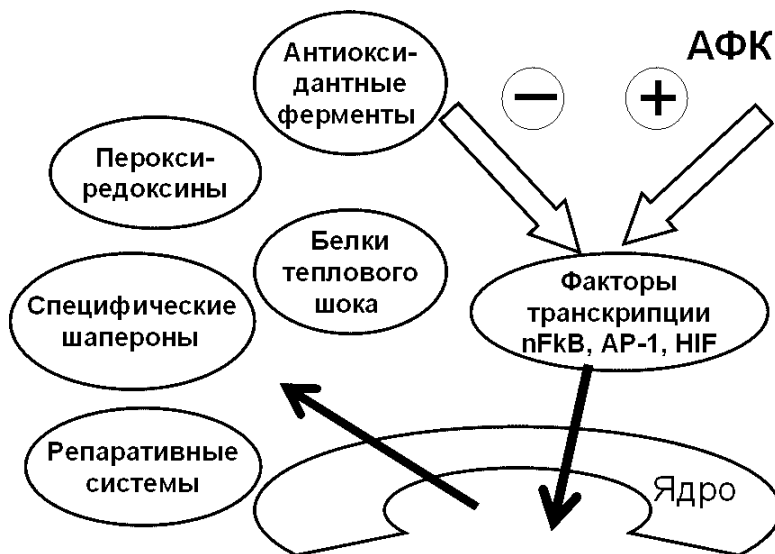 Антиокси-
дантные
ферменты
−
+
АФК
Перокси-
редоксины
Белки
теплового
шока
Специфические
шапероны
Факторы
транскрипции
nFkB, AP-1, HIF
Репаративные
системы
Ядро